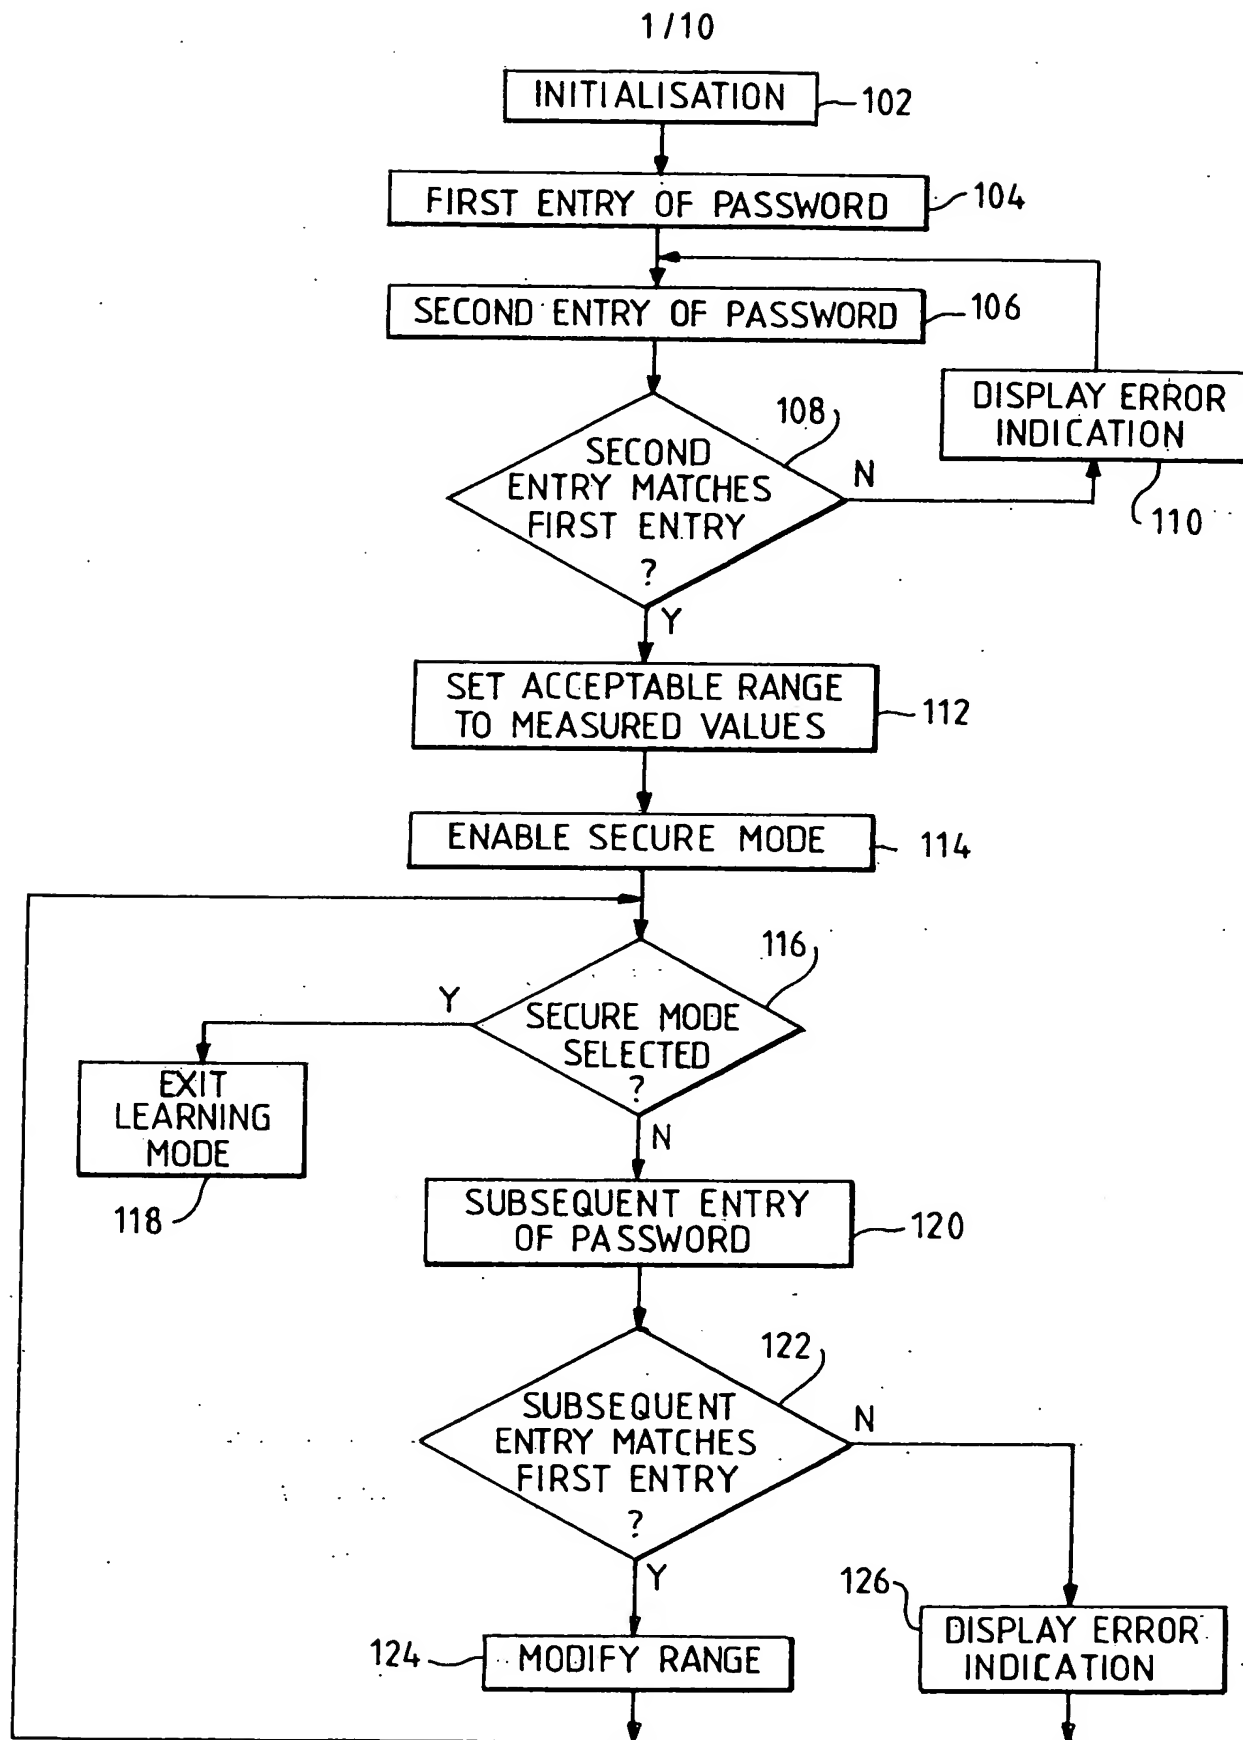 1/10
INITIALISATION
102
FIRST ENTRY OF PASSWORD
104
SECOND ENTRY OF PASSWORD
106
DISPLAY ERROR
INDICATION
110
108
SECOND
ENTRY MATCHES
FIRST ENTRY
?
N
Y
SET ACCEPTABLE RANGE
TO MEASURED VALUES
112
ENABLE SECURE MODE
114
116
SECURE MODE
SELECTED
?
Y
N
EXIT
LEARNING
MODE
118
SUBSEQUENT ENTRY
OF PASSWORD
120
122
SUBSEQUENT
ENTRY MATCHES
FIRST ENTRY
?
N
Y
124
MODIFY RANGE
126
DISPLAY ERROR
INDICATION